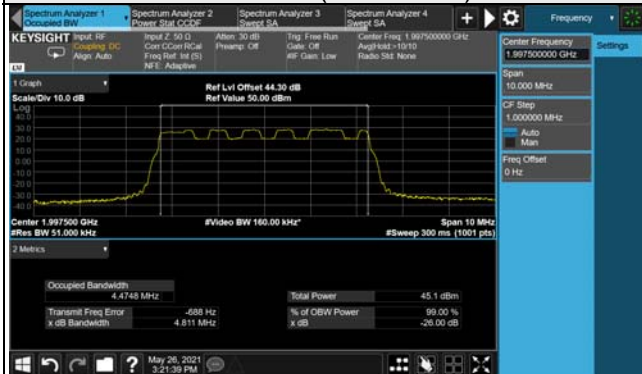 Spectrum Analyzer 1
Occupied BW
Spectrum Analyzer 2
Power Stat CCDF
Spectrum Analyzer 3
Swept SA
Spectrum Analyzer 4
Swept SA
Frequency
KEYSIGHT
Input: RF
Coupling: DC
Align: Auto
Input Z: 50 Ω
Corr CCorr RCal
Freq Ref: Int (S)
NFE: Adaptive
Atten: 30 dB
Preamp: Off
Trig: Free Run
Gate: Off
#IF Gain: Low
Center Freq: 1.997500000 GHz
Avg|Hold:>10/10
Radio Std: None
LXI
1 Graph
Scale/Div 10.0 dB
Ref Lvl Offset 44.30 dB
Ref Value 50.00 dBm
Log
40.0
30.0
20.0
10.0
0.00
-10.0
-20.0
-30.0
-40.0
Center 1.997500 GHz
#Res BW 51.000 kHz
#Video BW 160.00 kHz*
Span 10 MHz
#Sweep 300 ms (1001 pts)
2 Metrics
Occupied Bandwidth
4.4748 MHz
Total Power
45.1 dBm
Transmit Freq Error
-688 Hz
% of OBW Power
99.00 %
x dB Bandwidth
4.811 MHz
x dB
-26.00 dB
May 26, 2021
3:21:39 PM
Center Frequency
1.997500000 GHz
Settings
Span
10.000 MHz
CF Step
1.000000 MHz
Auto
Man
Freq Offset
0 Hz